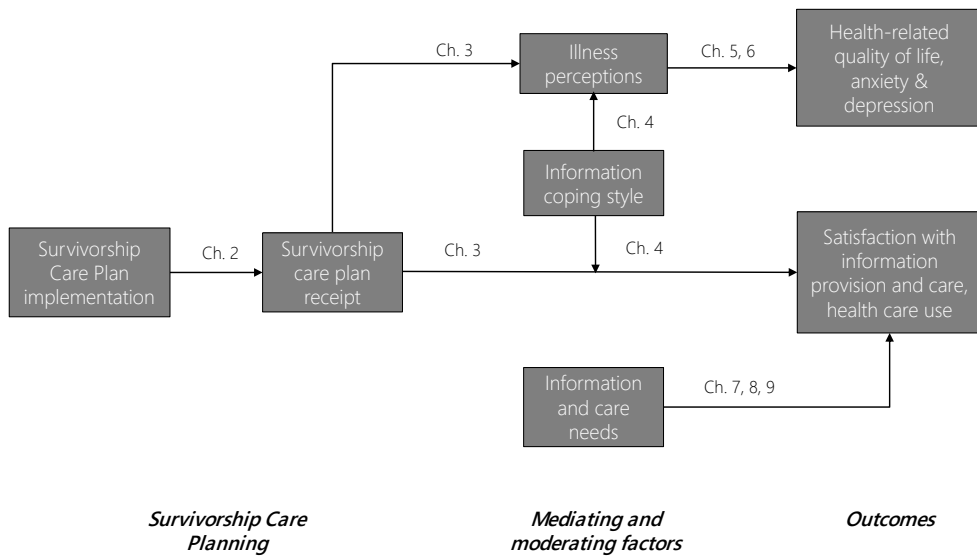 Ch. 3
Illness
perceptions
Ch. 5, 6
Health-related
quality of life,
anxiety &
depression
Ch. 4
Information
coping style
Survivorship
Care Plan
implementation
Ch. 2
Survivorship
care plan
receipt
Ch. 3
Ch. 4
Satisfaction with
information
provision and care,
health care use
Information
and care
needs
Ch. 7, 8, 9
Survivorship Care
Planning
Mediating and
moderating factors
Outcomes